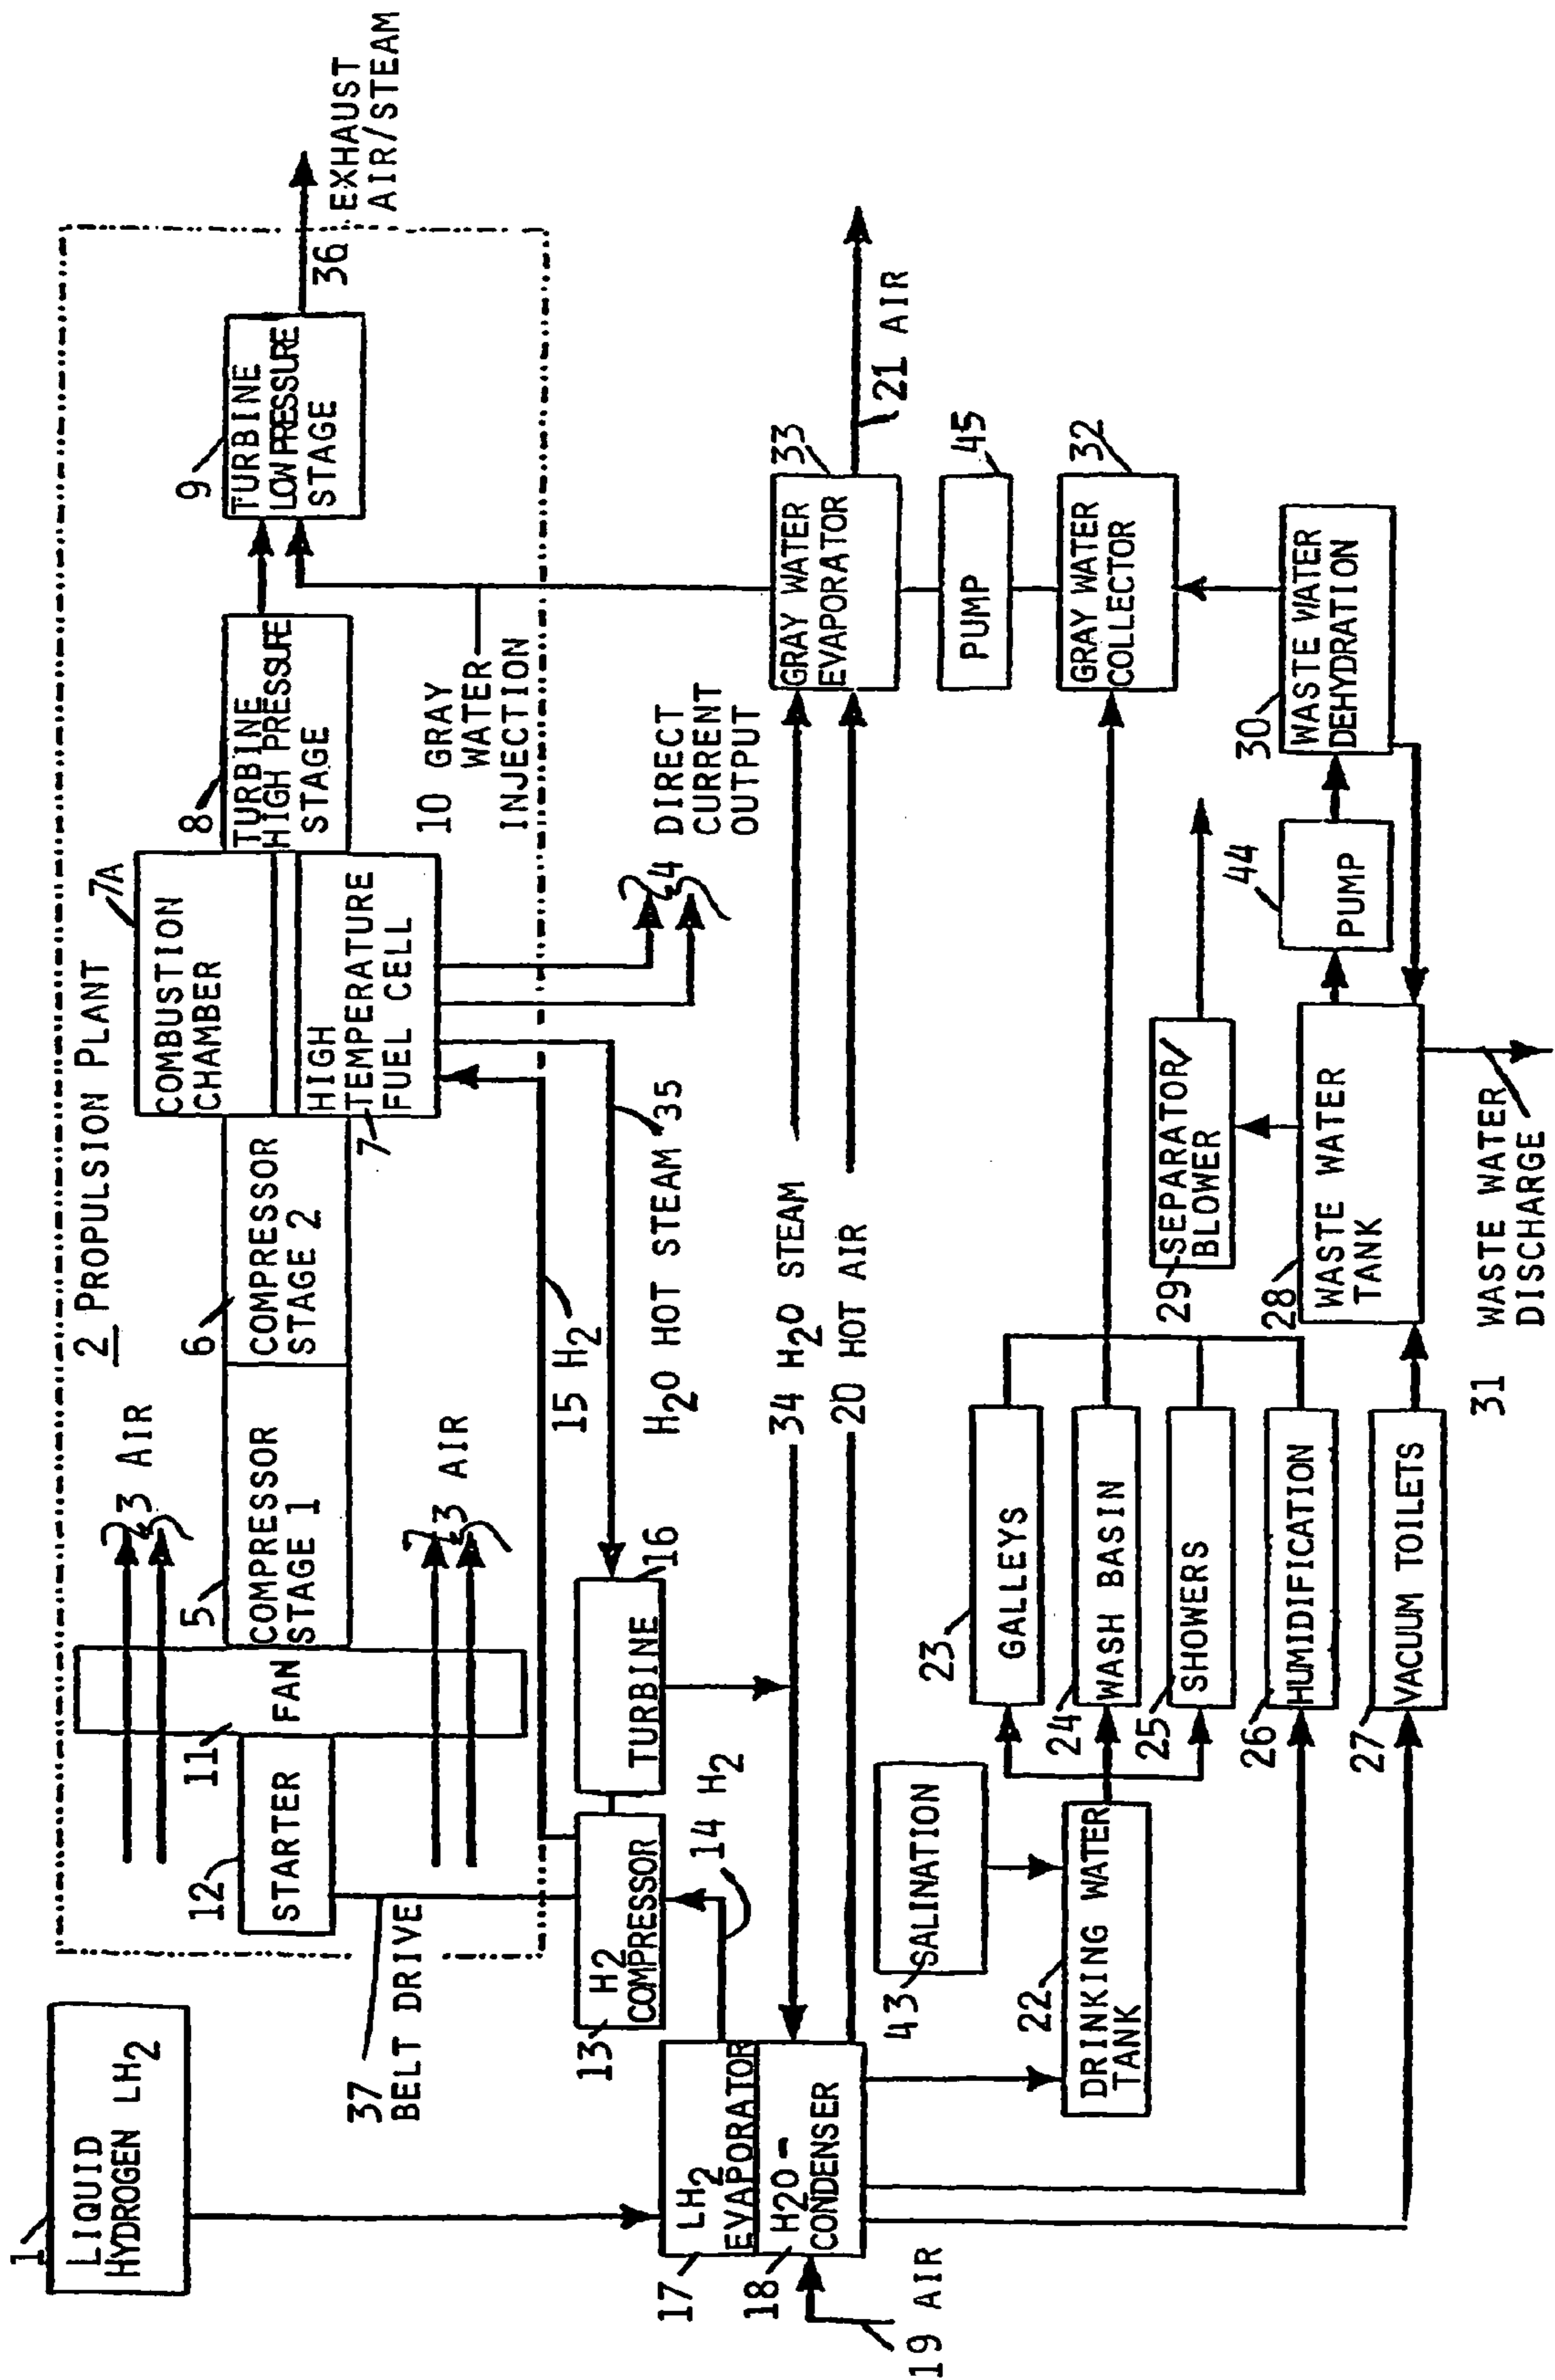 1
LIQUID
HYDROGEN LH2
2 PROPULSION PLANT
3 AIR
3 AIR
12
STARTER
11
FAN
5
COMPRESSOR
STAGE 1
6
COMPRESSOR
STAGE 2
7A
COMBUSTION
CHAMBER
HIGH
TEMPERATURE
FUEL CELL
7
8
TURBINE
HIGH PRESSURE
STAGE
9
TURBINE
LOW PRESSURE
STAGE
36
EXHAUST
AIR/STEAM
37
BELT DRIVE
13
H2
COMPRESSOR
TURBINE
16
14 H2
15 H2
H2O HOT STEAM 35
4 DIRECT
CURRENT
OUTPUT
10 GRAY
WATER
INJECTION
17
LH2
EVAPORATOR
18
H2O-
CONDENSER
19 AIR
34 H2O STEAM
20 HOT AIR
GRAY WATER
EVAPORATOR
33
21 AIR
PUMP
45
GRAY WATER
COLLECTOR
32
43
SALINATION
22
DRINKING WATER
TANK
23
GALLEYS
24
WASH BASIN
25
SHOWERS
26
HUMIDIFICATION
27
VACUUM TOILETS
29
SEPARATOR/
BLOWER
28
WASTE WATER
TANK
44
PUMP
30
WASTE WATER
DEHYDRATION
31
WASTE WATER
DISCHARGE